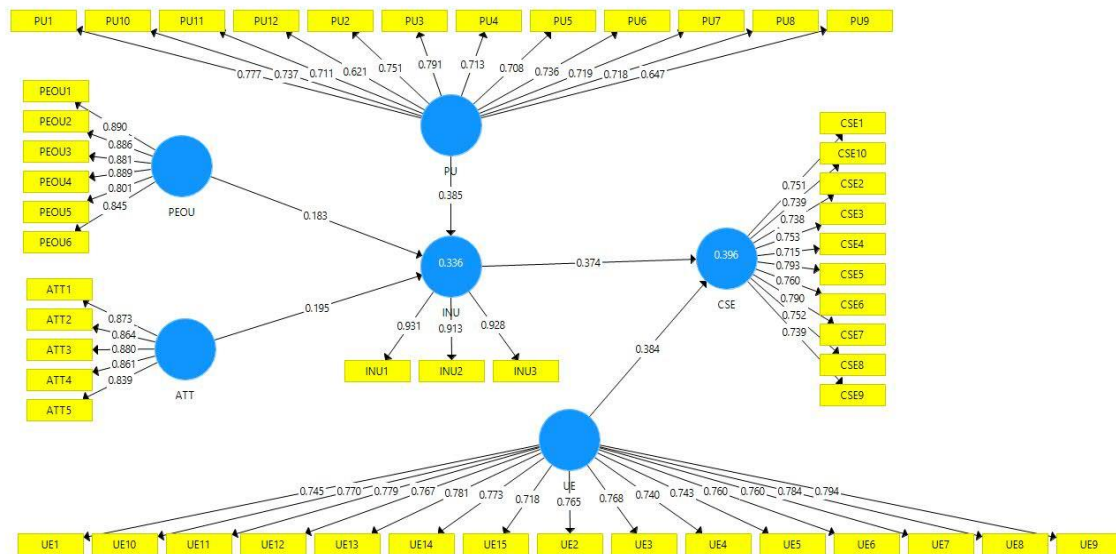 PU1 PU10 PU11 PU12 PU2 PU3 PU4 PU5 PU6 PU7 PU8 PU9
0.777 0.737 0.711 0.621 0.751 0.791 0.713 0.708 0.736 0.719 0.718 0.647
PU
0.385
PEOU1
PEOU2
PEOU3
PEOU4
PEOU5
PEOU6
0.890
0.886
0.881
0.889
0.801
0.845
PEOU
0.183
ATT1
ATT2
ATT3
ATT4
ATT5
0.873
0.864
0.880
0.861
0.839
ATT
0.195
0.336
INU
0.931 0.913 0.928
INU1 INU2 INU3
0.374
0.396
CSE
0.751
0.739
0.738
0.753
0.715
0.793
0.760
0.790
0.752
0.739
CSE1
CSE10
CSE2
CSE3
CSE4
CSE5
CSE6
CSE7
CSE8
CSE9
0.384
UE
0.745 0.770 0.779 0.767 0.781 0.773 0.718 0.765 0.768 0.740 0.743 0.760 0.760 0.784 0.794
UE1 UE10 UE11 UE12 UE13 UE14 UE15 UE2 UE3 UE4 UE5 UE6 UE7 UE8 UE9